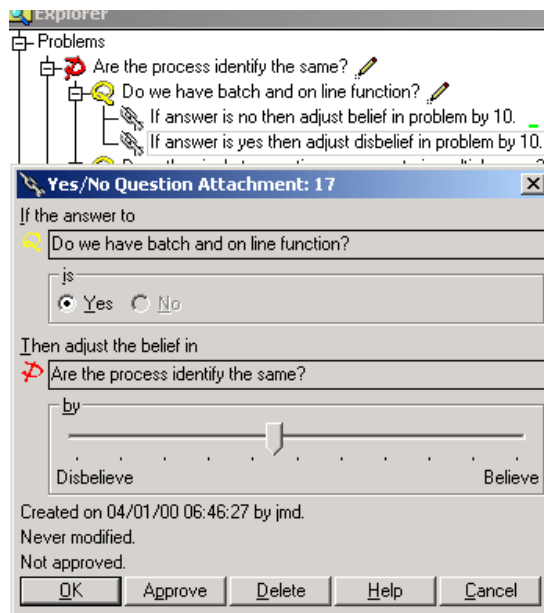 Explorer
Problems
Are the process identify the same?
Do we have batch and on line function?
If answer is no then adjust belief in problem by 10.
If answer is yes then adjust disbelief in problem by 10.
Yes/No Question Attachment: 17
If the answer to
Do we have batch and on line function?
is
Yes No
Then adjust the belief in
Are the process identify the same?
by
Disbelieve Believe
Created on 04/01/00 06:46:27 by jmd.
Never modified.
Not approved.
OK Approve Delete Help Cancel